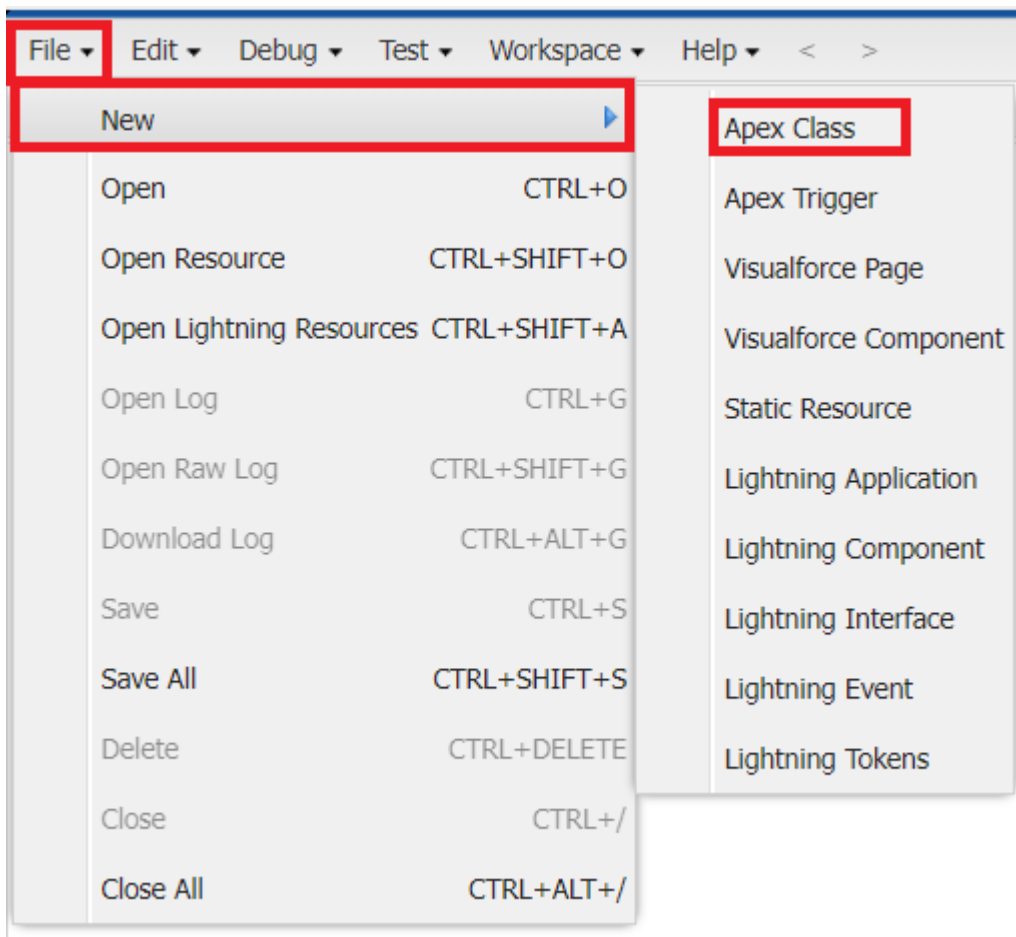 File Edit Debug Test Workspace Help < >
New
Open CTRL+O
Open Resource CTRL+SHIFT+O
Open Lightning Resources CTRL+SHIFT+A
Open Log CTRL+G
Open Raw Log CTRL+SHIFT+G
Download Log CTRL+ALT+G
Save CTRL+S
Save All CTRL+SHIFT+S
Delete CTRL+DELETE
Close CTRL+/
Close All CTRL+ALT+/
Apex Class
Apex Trigger
Visualforce Page
Visualforce Component
Static Resource
Lightning Application
Lightning Component
Lightning Interface
Lightning Event
Lightning Tokens